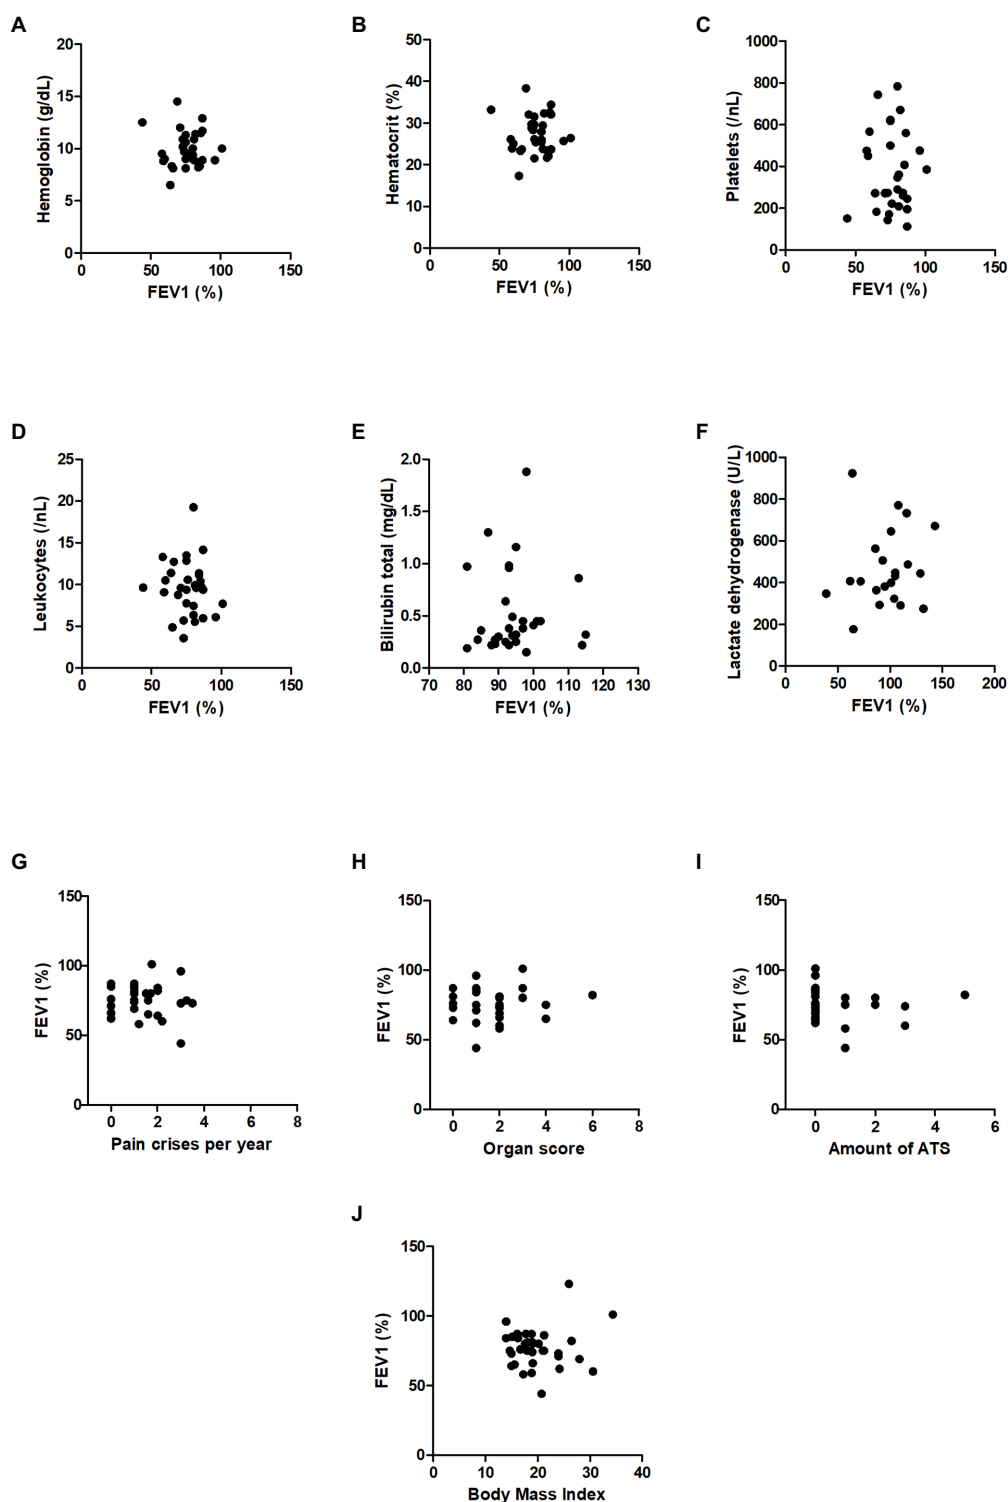 A
Hemoglobin (g/dL)
20
15
10
5
0
0 50 100 150
FEV1 (%)
B
Hematocrit (%)
50
40
30
20
10
0
0 50 100 150
FEV1 (%)
C
Platelets (/nL)
1000
800
600
400
200
0
0 50 100 150
FEV1 (%)
D
Leukocytes (/nL)
25
20
15
10
5
0
0 50 100 150
FEV1 (%)
E
Bilirubin total (mg/dL)
2.0
1.5
1.0
0.5
0.0
70 80 90 100 110 120 130
FEV1 (%)
F
Lactate dehydrogenase (U/L)
1000
800
600
400
200
0
0 50 100 150 200
FEV1 (%)
G
FEV1 (%)
150
100
50
0
0 2 4 6 8
Pain crises per year
H
FEV1 (%)
150
100
50
0
0 2 4 6 8
Organ score
I
FEV1 (%)
150
100
50
0
0 2 4 6
Amount of ATS
J
FEV1 (%)
150
100
50
0
0 10 20 30 40
Body Mass Index